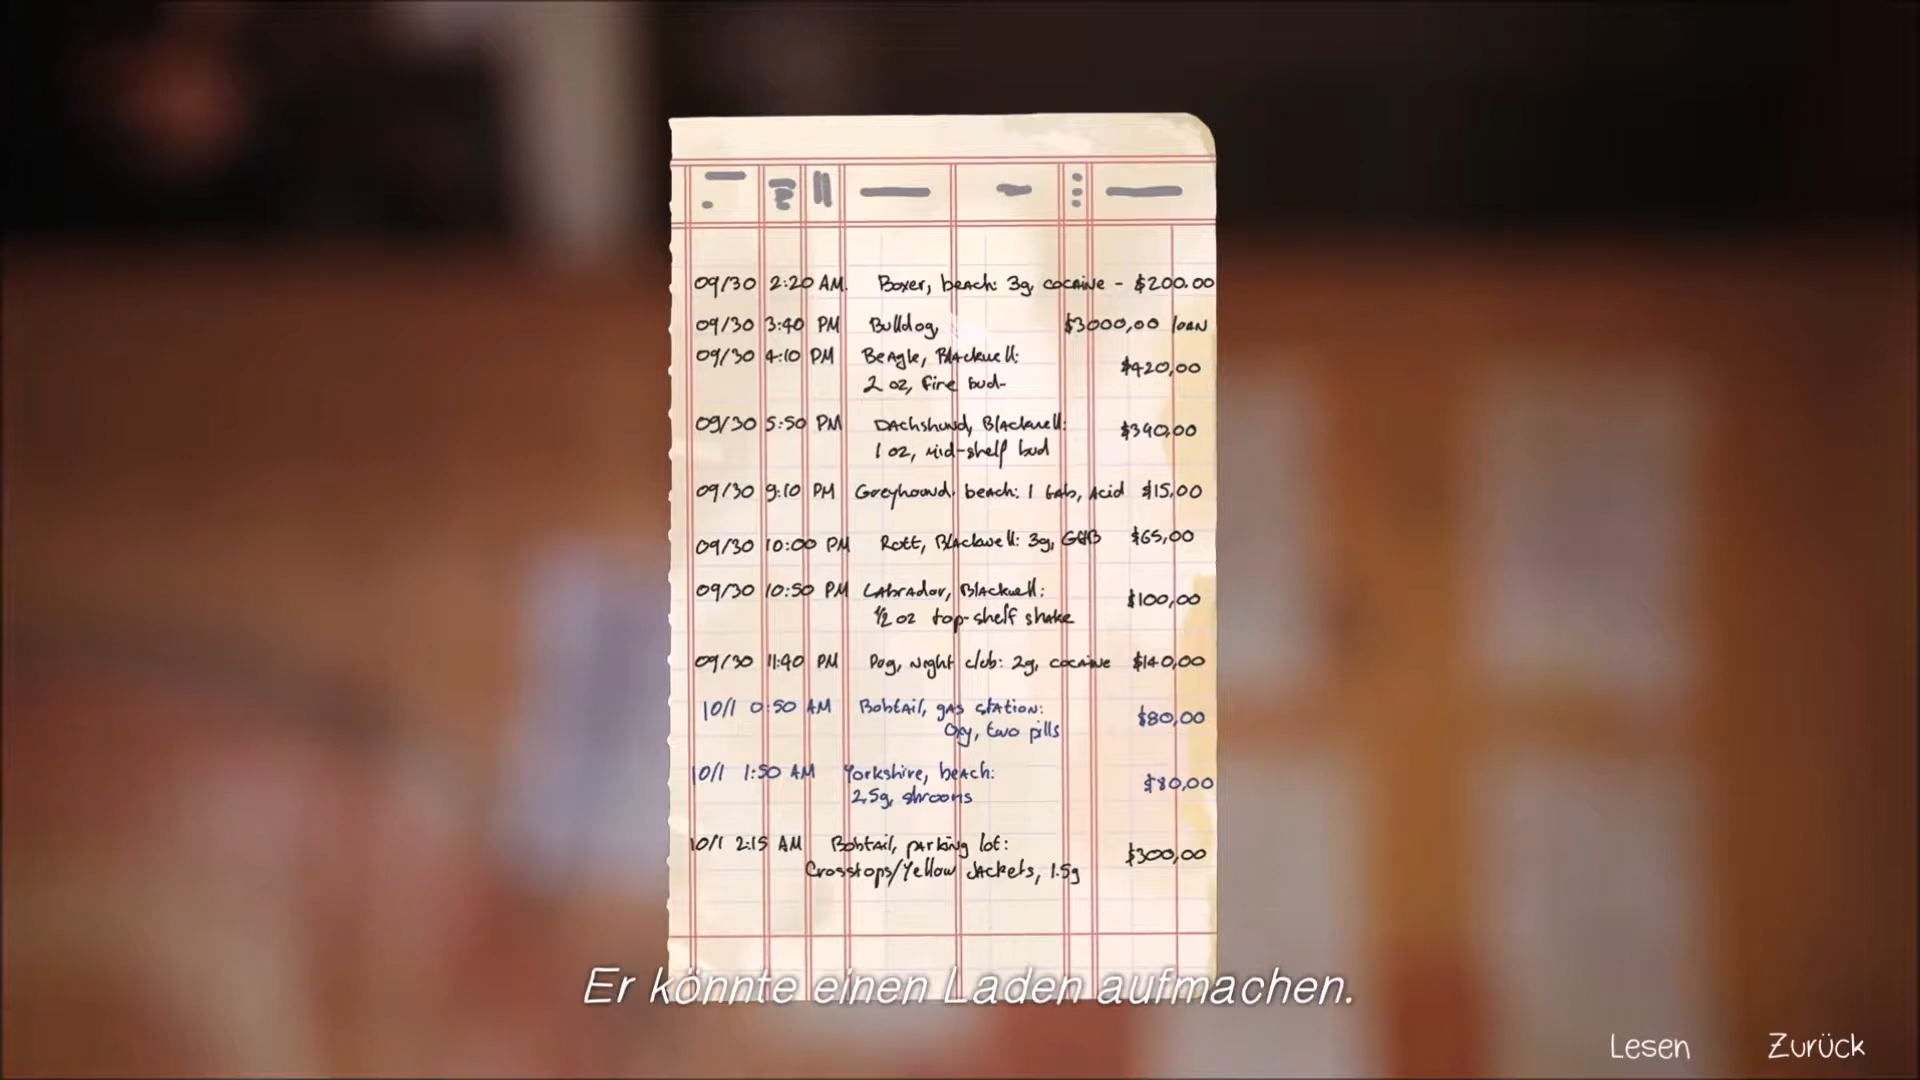 09/30 2:20 AM. Boxer, beach: 3g, cocaine - $200.00
09/30 3:40 PM Bulldog, $3000,00 loan
09/30 4:10 PM Beagle, Blackwell:
2 oz, fire bud- $420,00
09/30 5:50 PM Dachshund, Blackwell: $340,00
1 oz, mid-shelf bud
09/30 9:10 PM Greyhound, beach: 1 tab, acid $15,00
09/30 10:00 PM Rott, Blackwell: 3g, GHB $65,00
09/30 10:50 PM Labrador, Blackwell: $100,00
1/2 oz top-shelf shake
09/30 11:40 PM Pog, night club: 2g, cocaine $140,00
10/1 0:50 AM Bobtail, gas station: $80,00
Oxy, two pills
10/1 1:50 AM Yorkshire, beach: $80,00
2,5g, shrooms
10/1 2:15 AM Bobtail, parking lot: $300,00
Crosstops/Yellow Jackets, 1.5g
Er könnte einen Laden aufmachen.
Lesen Zurück